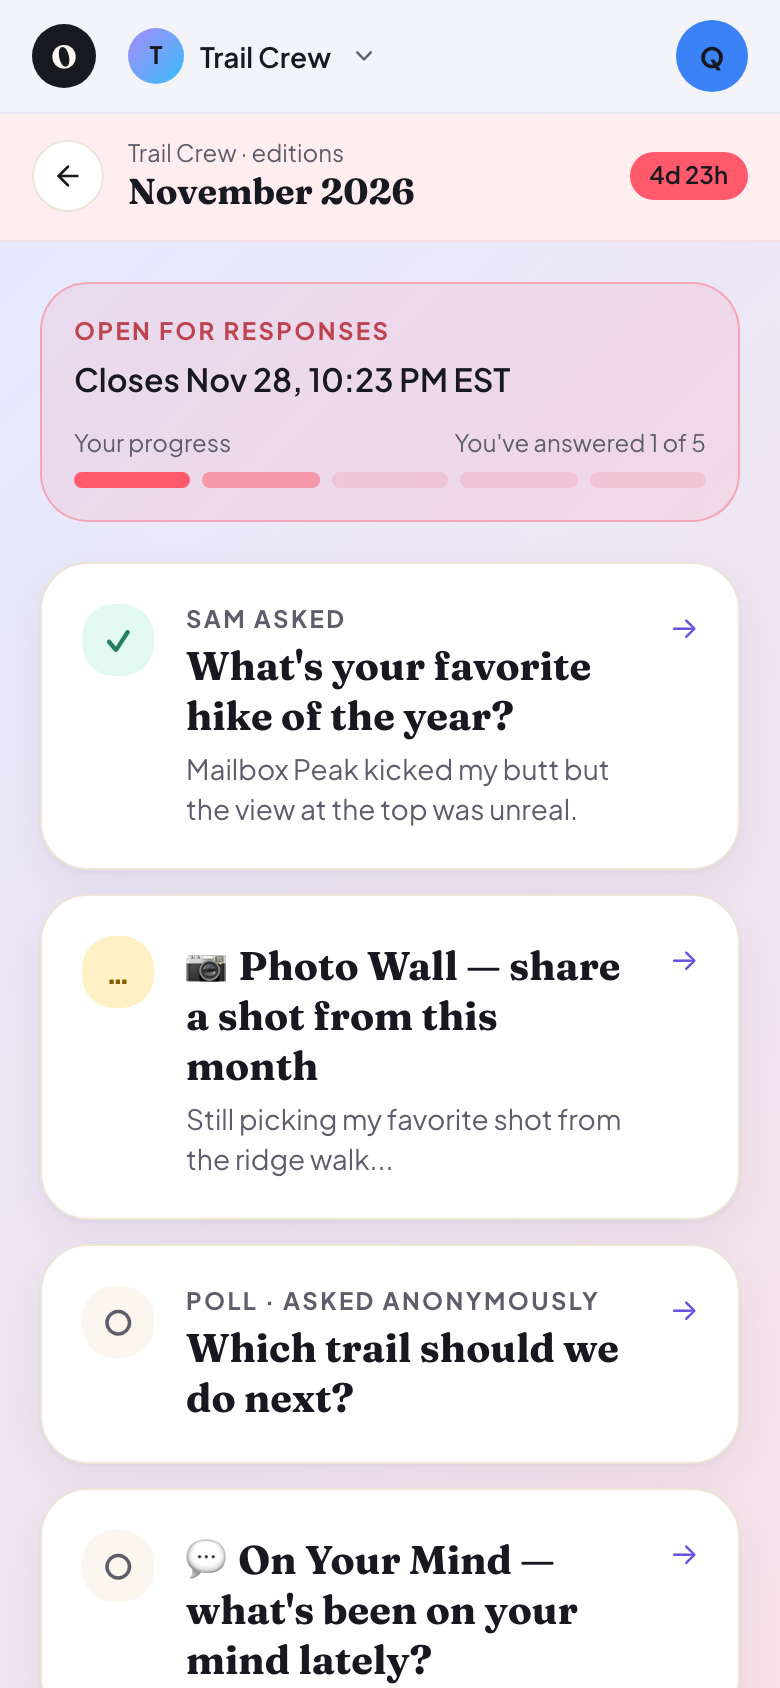 O
T
Trail Crew
Q
Trail Crew · editions
November 2026
4d 23h
OPEN FOR RESPONSES
Closes Nov 28, 10:23 PM EST
Your progress
You've answered 1 of 5
SAM ASKED
What's your favorite
hike of the year?
Mailbox Peak kicked my butt but
the view at the top was unreal.
...
📷 Photo Wall — share
a shot from this
month
Still picking my favorite shot from
the ridge walk...
POLL · ASKED ANONYMOUSLY
Which trail should we
do next?
💬 On Your Mind —
what's been on your
mind lately?